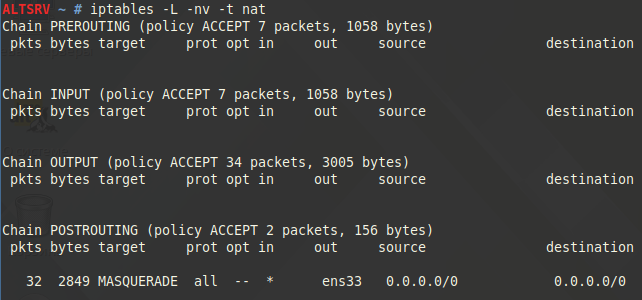 ALTSRV ~ # iptables -L -nv -t nat
Chain PREROUTING (policy ACCEPT 7 packets, 1058 bytes)
pkts bytes target prot opt in out source destination
Chain INPUT (policy ACCEPT 7 packets, 1058 bytes)
pkts bytes target prot opt in out source destination
Chain OUTPUT (policy ACCEPT 34 packets, 3005 bytes)
pkts bytes target prot opt in out source destination
Chain POSTROUTING (policy ACCEPT 2 packets, 156 bytes)
pkts bytes target prot opt in out source destination
32 2849 MASQUERADE all -- * ens33 0.0.0.0/0 0.0.0.0/0